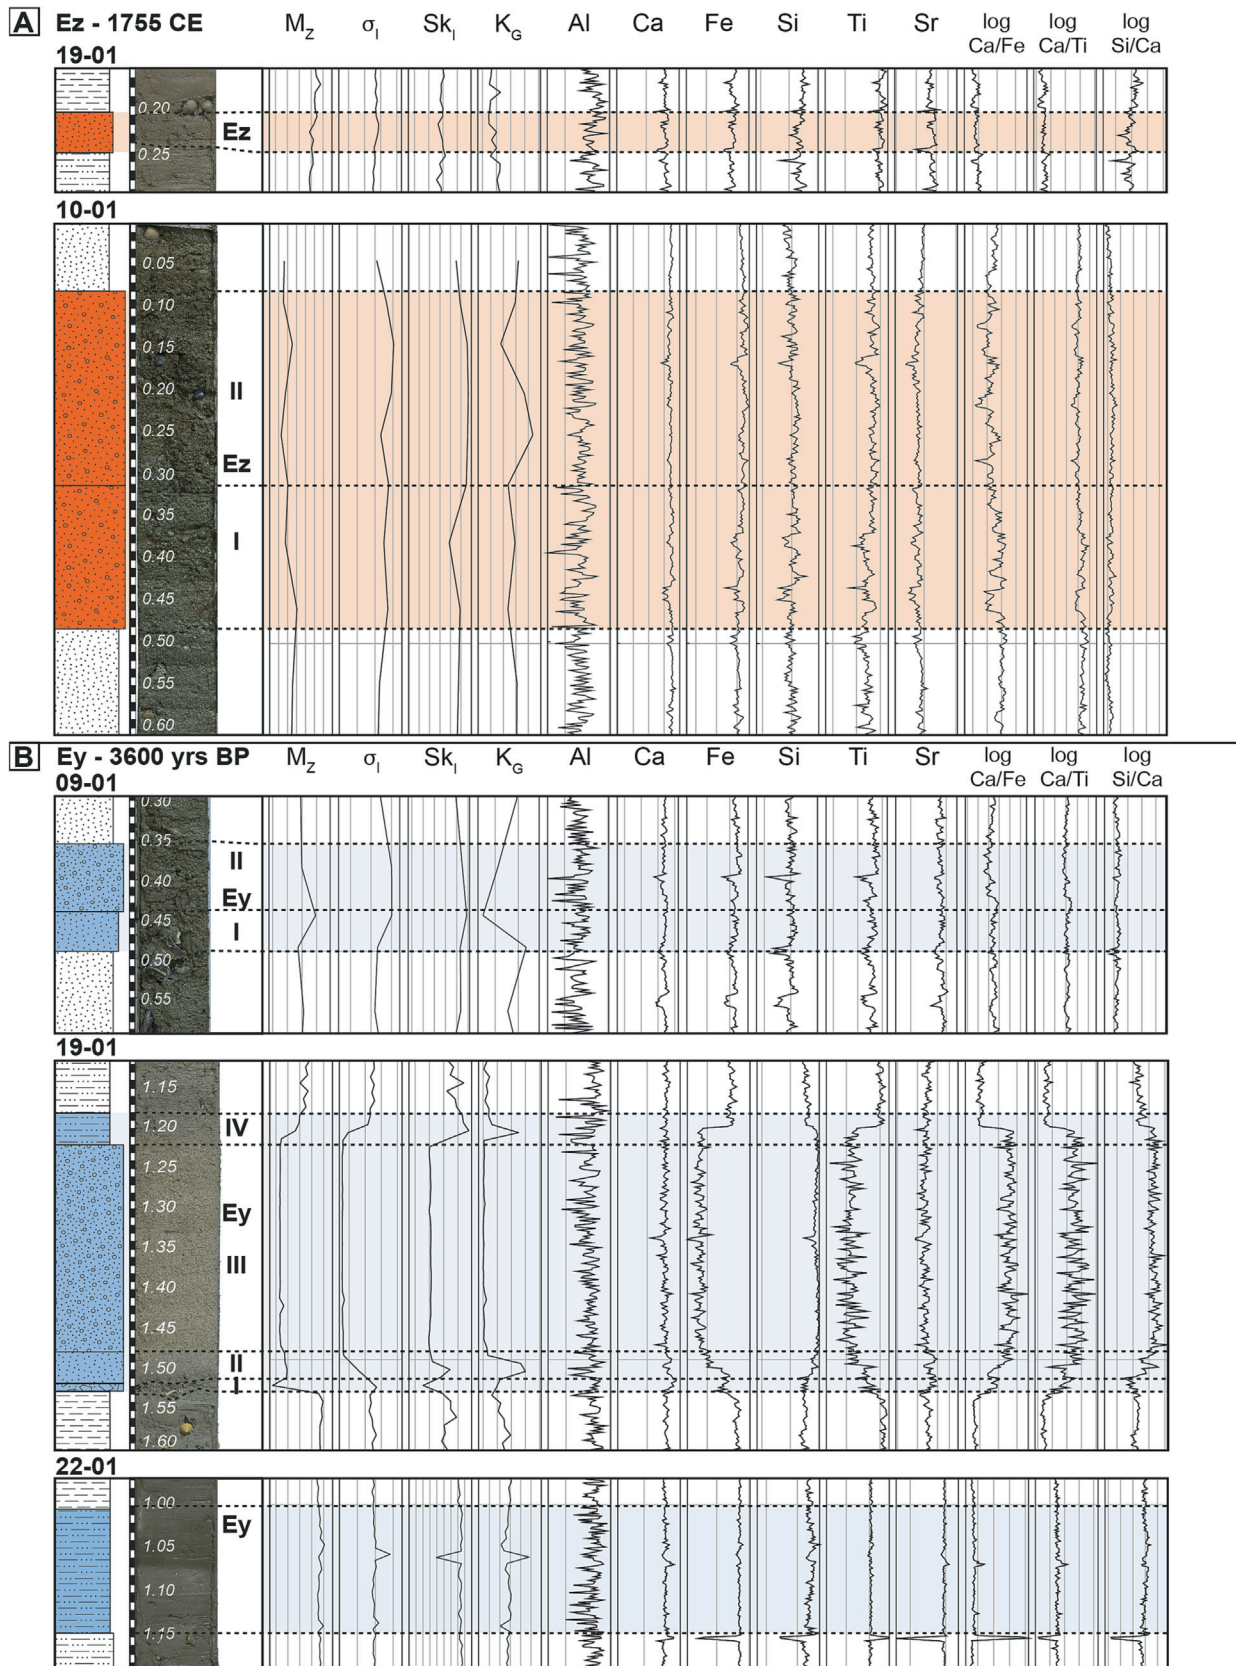 A Ez - 1755 CE M_Z σ_I Sk_I K_G Al Ca Fe Si Ti Sr log Ca/Fe log Ca/Ti log Si/Ca
19-01
0.20
Ez
0.25
10-01
0.05
0.10
0.15
0.20
II
0.25
0.30
Ez
0.35
I
0.40
0.45
0.50
0.55
0.60
B Ey - 3600 yrs BP M_Z σ_I Sk_I K_G Al Ca Fe Si Ti Sr log Ca/Fe log Ca/Ti log Si/Ca
09-01
0.30
0.35
II
0.40
Ey
0.45
I
0.50
0.55
19-01
1.15
1.20 IV
1.25
1.30
Ey
1.35
III
1.40
1.45
1.50 II
I
1.55
1.60
22-01
1.00
Ey
1.05
1.10
1.15